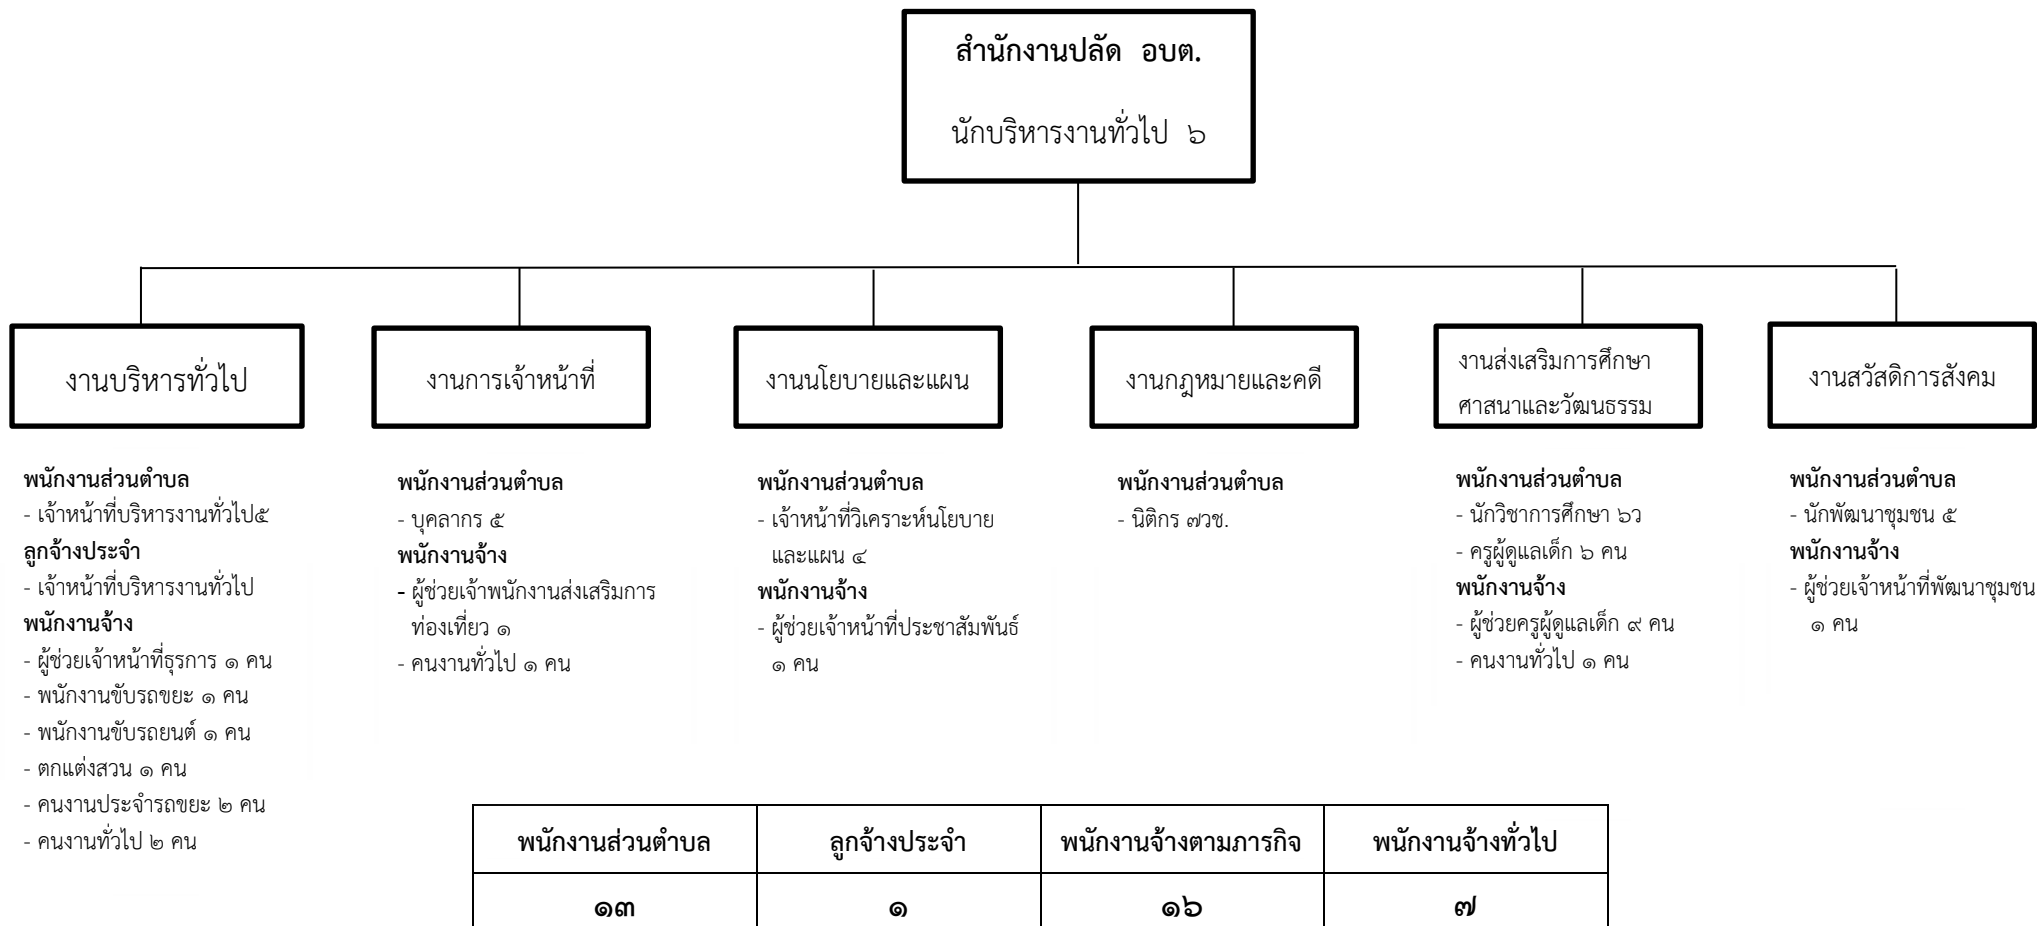 สำนักงานปลัด อบต.
นักบริหารงานทั่วไป ๖
งานบริหารทั่วไป
พนักงานส่วนตำบล
- เจ้าหน้าที่บริหารงานทั่วไป๕
ลูกจ้างประจำ
- เจ้าหน้าที่บริหารงานทั่วไป
พนักงานจ้าง
- ผู้ช่วยเจ้าหน้าที่ธุรการ ๑ คน
- พนักงานขับรถขยะ ๑ คน
- พนักงานขับรถยนต์ ๑ คน
- ตกแต่งสวน ๑ คน
- คนงานประจำรถขยะ ๒ คน
- คนงานทั่วไป ๒ คน
งานการเจ้าหน้าที่
พนักงานส่วนตำบล
- บุคลากร ๕
พนักงานจ้าง
- ผู้ช่วยเจ้าพนักงานส่งเสริมการ
ท่องเที่ยว ๑
- คนงานทั่วไป ๑ คน
งานนโยบายและแผน
พนักงานส่วนตำบล
- เจ้าหน้าที่วิเคราะห์นโยบาย
และแผน ๔
พนักงานจ้าง
- ผู้ช่วยเจ้าหน้าที่ประชาสัมพันธ์
๑ คน
งานกฎหมายและคดี
พนักงานส่วนตำบล
- นิติกร ๗วช.
งานส่งเสริมการศึกษา
ศาสนาและวัฒนธรรม
พนักงานส่วนตำบล
- นักวิชาการศึกษา ๖ว
- ครูผู้ดูแลเด็ก ๖ คน
พนักงานจ้าง
- ผู้ช่วยครูผู้ดูแลเด็ก ๙ คน
- คนงานทั่วไป ๑ คน
งานสวัสดิการสังคม
พนักงานส่วนตำบล
- นักพัฒนาชุมชน ๕
พนักงานจ้าง
- ผู้ช่วยเจ้าหน้าที่พัฒนาชุมชน
๑ คน
พนักงานส่วนตำบล ลูกจ้างประจำ พนักงานจ้างตามภารกิจ พนักงานจ้างทั่วไป
๑๓ ๑ ๑๖ ๗